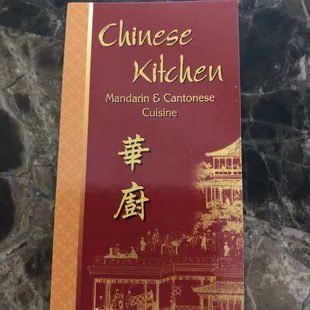 Chinese
Kitchen
Mandarin & Cantonese
Cuisine
華
廚